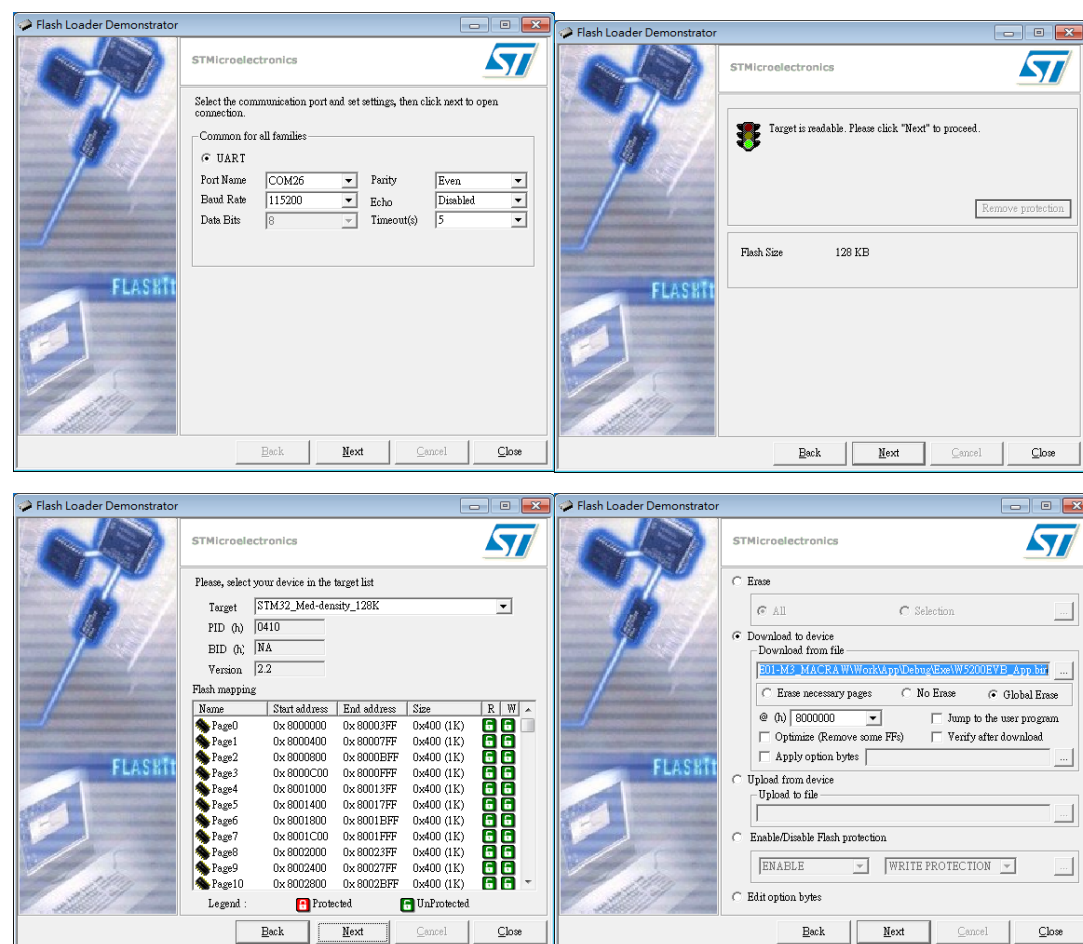 Flash Loader Demonstrator
STMicroelectronics
ST
Select the communication port and set settings, then click next to open
connection.
Common for all families
UART
Port Name COM26 Parity Even
Baud Rate 115200 Echo Disabled
Data Bits 8 Timeout(s) 5
FLASH
Back Next Cancel Close
Flash Loader Demonstrator
STMicroelectronics
ST
Target is readable. Please click "Next" to proceed.
Remove protection
Flash Size 128 KB
FLASH
Back Next Cancel Close
Flash Loader Demonstrator
STMicroelectronics
ST
Please, select your device in the target list
Target STM32_Med-density_128K
PID (h) 0410
BID (h) NA
Version 2.2
Flash mapping
Name Start address End address Size R W
Page0 0x 8000000 0x 80003FF 0x400 (1K)
Page1 0x 8000400 0x 80007FF 0x400 (1K)
Page2 0x 8000800 0x 8000BFF 0x400 (1K)
Page3 0x 8000C00 0x 8000FFF 0x400 (1K)
Page4 0x 8001000 0x 80013FF 0x400 (1K)
Page5 0x 8001400 0x 80017FF 0x400 (1K)
Page6 0x 8001800 0x 8001BFF 0x400 (1K)
Page7 0x 8001C00 0x 8001FFF 0x400 (1K)
Page8 0x 8002000 0x 80023FF 0x400 (1K)
Page9 0x 8002400 0x 80027FF 0x400 (1K)
Page10 0x 8002800 0x 8002BFF 0x400 (1K)
Legend : Protected UnProtected
FLASH
Back Next Cancel Close
Flash Loader Demonstrator
STMicroelectronics
ST
Erase
All Selection ...
Download to device
Download from file
E01-M3_MACRAW\Work\App\Debug\Exe\W5200EVB_App.bin ...
Erase necessary pages No Erase Global Erase
@ (h) 8000000 Jump to the user program
Optimize (Remove some FFs) Verify after download
Apply option bytes ...
Upload from device
Upload to file
...
Enable/Disable Flash protection
ENABLE WRITE PROTECTION ...
Edit option bytes
FLASH
Back Next Cancel Close